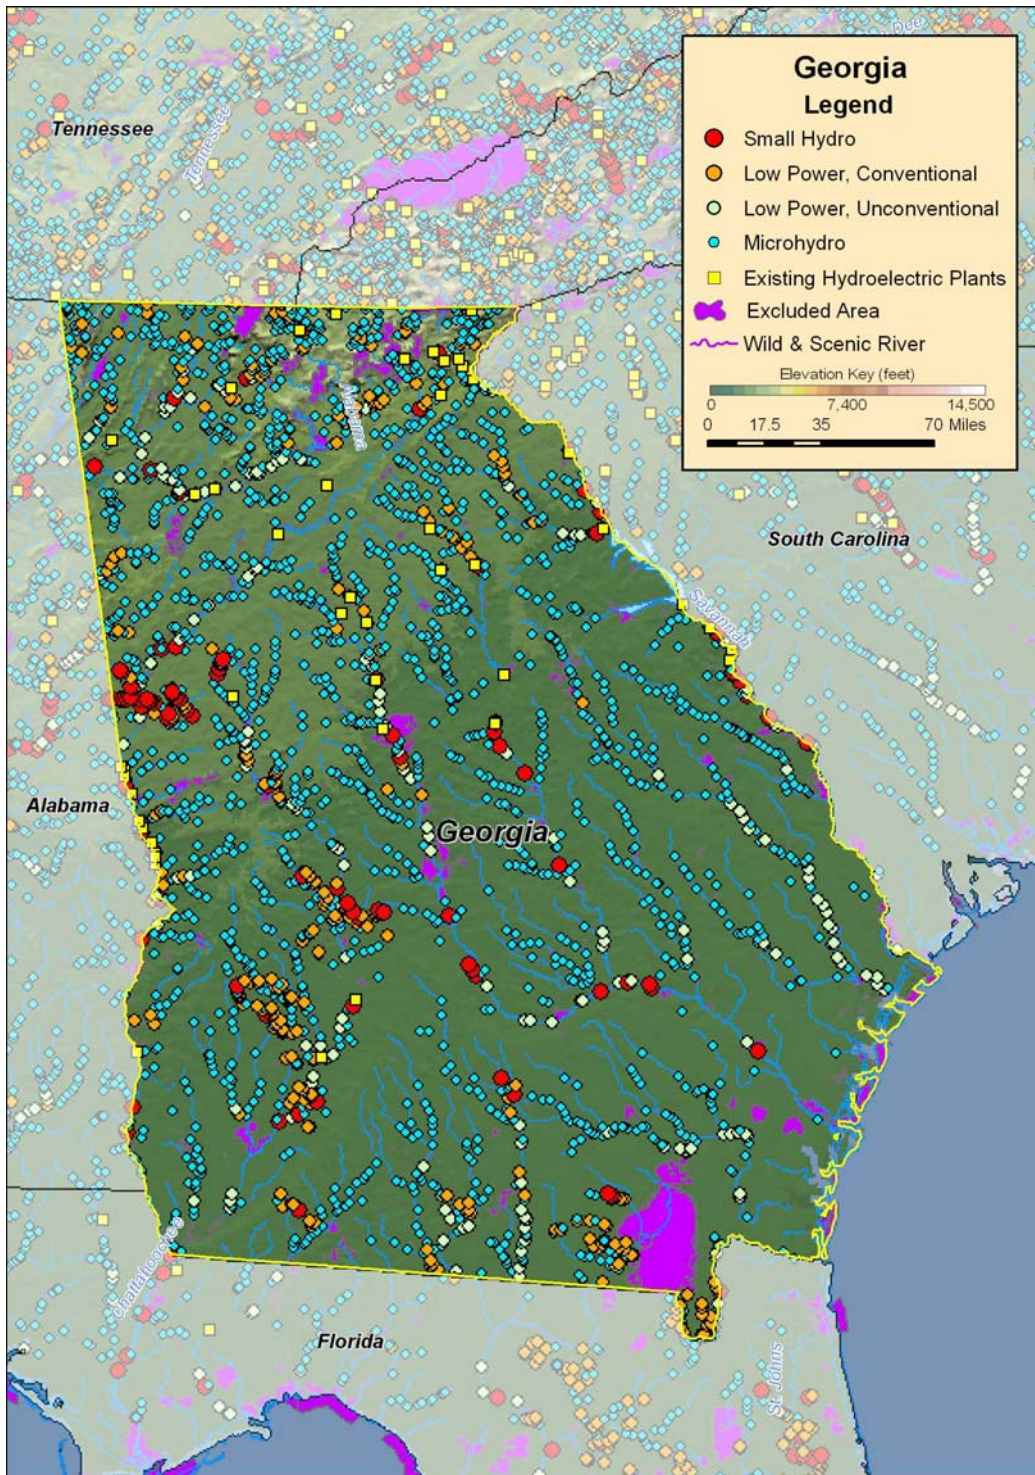 Georgia
Legend
Small Hydro
Low Power, Conventional
Low Power, Unconventional
Microhydro
Existing Hydroelectric Plants
Excluded Area
Wild & Scenic River
Elevation Key (feet)
0 7,400 14,500
0 17.5 35 70 Miles
Dee
Tennessee
Tennessee
South Carolina
Savannah
Alabama
Georgia
Chattahoochee
Florida
St. Johns